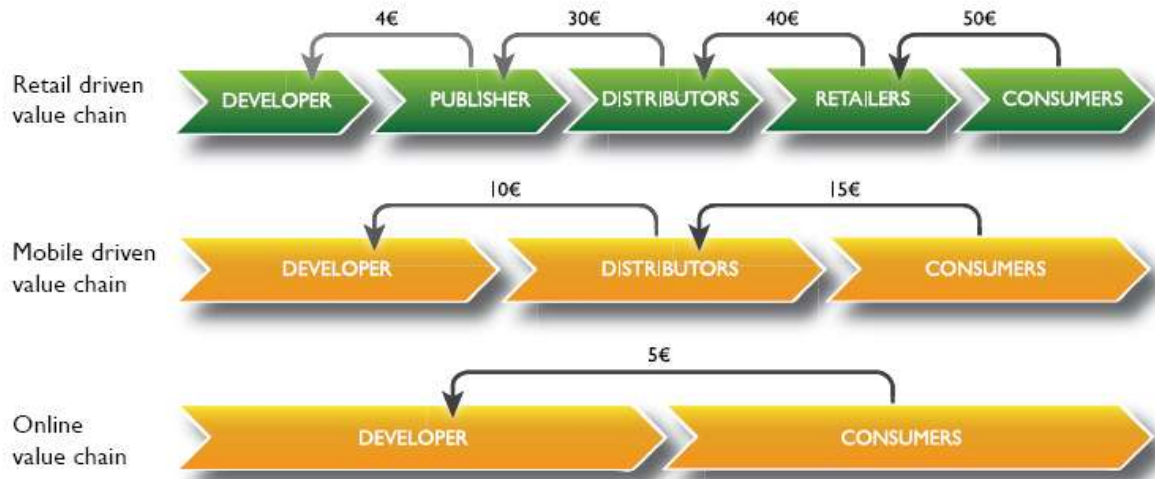 4€ 30€ 40€ 50€
Retail driven
value chain
DEVELOPER PUBLISHER DISTRIBUTORS RETAILERS CONSUMERS
10€ 15€
Mobile driven
value chain
DEVELOPER DISTRIBUTORS CONSUMERS
5€
Online
value chain
DEVELOPER CONSUMERS